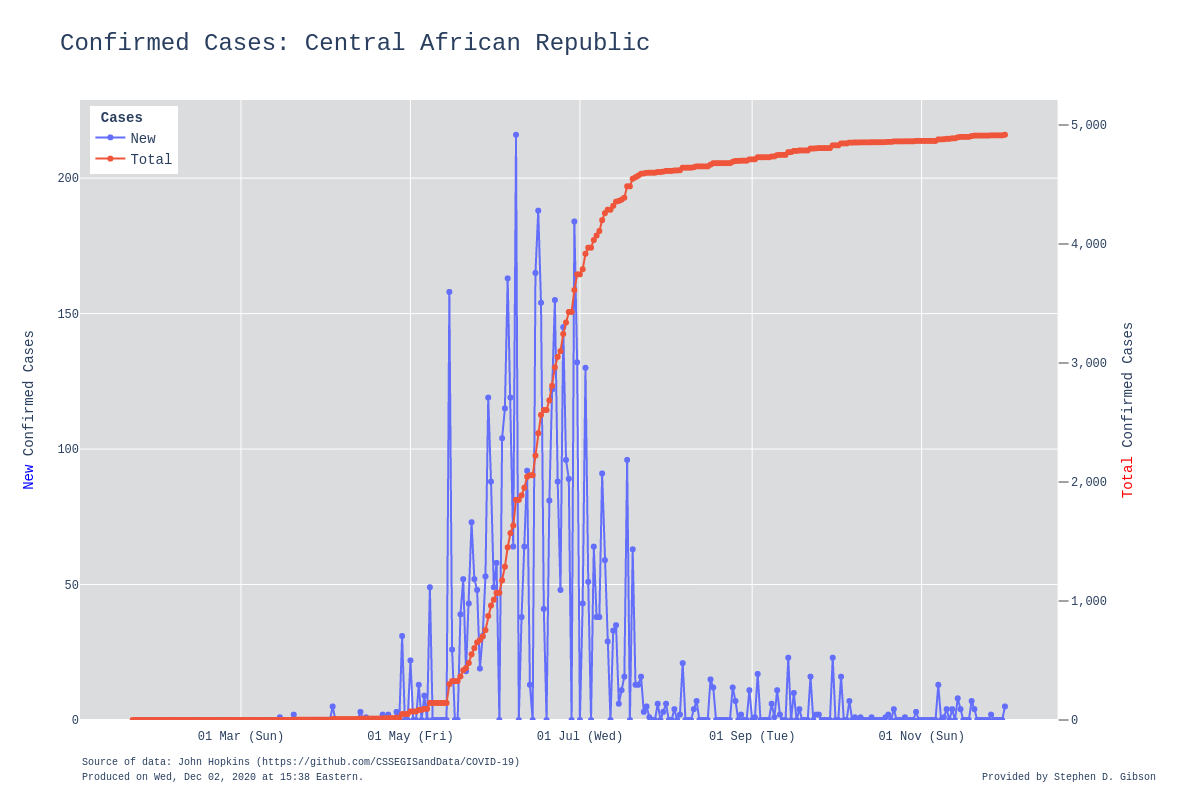 Confirmed Cases: Central African Republic
Cases
New
Total
200
150
100
50
0
5,000
4,000
3,000
2,000
1,000
0
New Confirmed Cases
Total Confirmed Cases
01 Mar (Sun)
01 May (Fri)
01 Jul (Wed)
01 Sep (Tue)
01 Nov (Sun)
Source of data: John Hopkins (https://github.com/CSSEGISandData/COVID-19)
Produced on Wed, Dec 02, 2020 at 15:38 Eastern.
Provided by Stephen D. Gibson